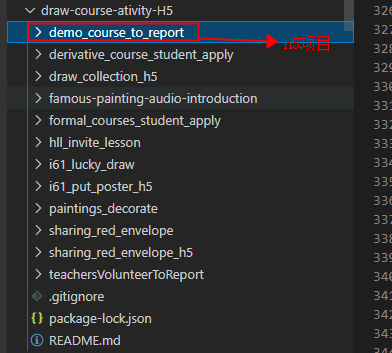 draw-course-ativity-H5
demo_course_to_report
h5项目
derivative_course_student_apply
draw_collection_h5
famous-painting-audio-introduction
formal_courses_student_apply
hll_invite_lesson
i61_lucky_draw
i61_put_poster_h5
paintings_decorate
sharing_red_envelope
sharing_red_envelope_h5
teachersVolunteerToReport
.gitignore
{} package-lock.json
README.md
326
327
328
329
330
331
332
333
334
335
336
337
338
339
340
341
342